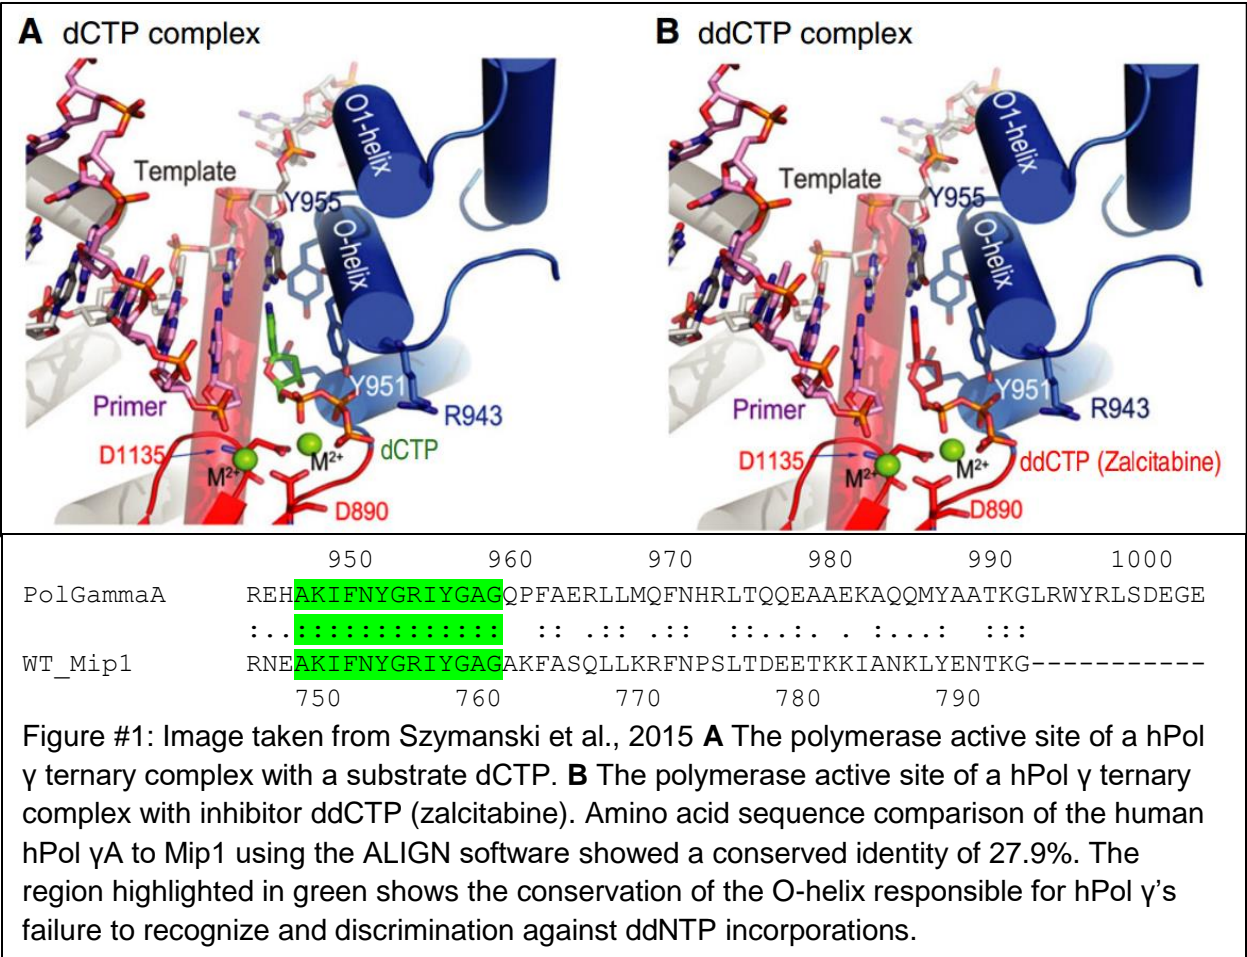 A dCTP complex
B ddCTP complex
O1-helix
Template
Y955
O-helix
Y951
Primer
R943
D1135
dCTP
M2+
M2+
D890
O1-helix
Template
Y955
O-helix
Y951
Primer
R943
D1135
ddCTP (Zalcitabine)
M2+
M2+
D890
950 960 970 980 990 1000
PolGammaA REHAKIFNYGRIYGAGQPFAERLLMQFNHRLTQQEAAEKAQQMYAATKGLRWYRLSDEGE
:..::::::::::::: :: .:: .:: ::..:. . :...: :::
WT_Mip1 RNEAKIFNYGRIYGAGAKFASQLLKRFNPSLTDEETKKIANKLYENTKG-----------
750 760 770 780 790
Figure #1: Image taken from Szymanski et al., 2015 A The polymerase active site of a hPol
γ ternary complex with a substrate dCTP. B The polymerase active site of a hPol γ ternary
complex with inhibitor ddCTP (zalcitabine). Amino acid sequence comparison of the human
hPol γA to Mip1 using the ALIGN software showed a conserved identity of 27.9%. The
region highlighted in green shows the conservation of the O-helix responsible for hPol γ's
failure to recognize and discrimination against ddNTP incorporations.